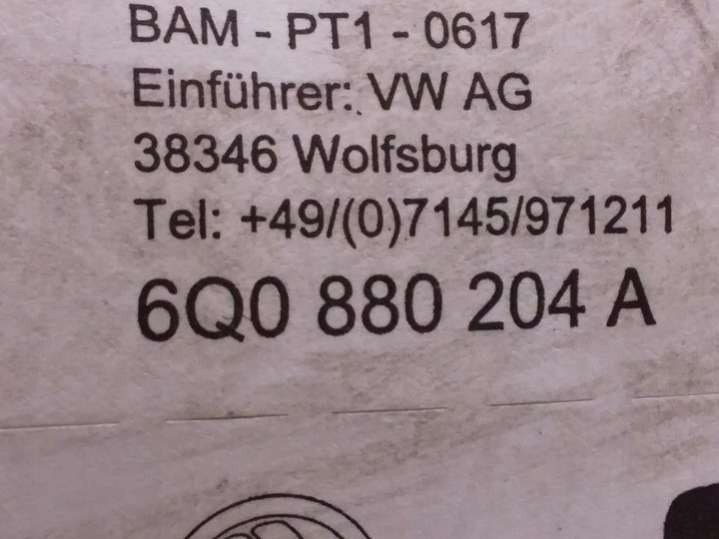 BAM - PT1 - 0617
Einführer: VW AG
38346 Wolfsburg
Tel: +49/(0)7145/971211
6Q0 880 204 A